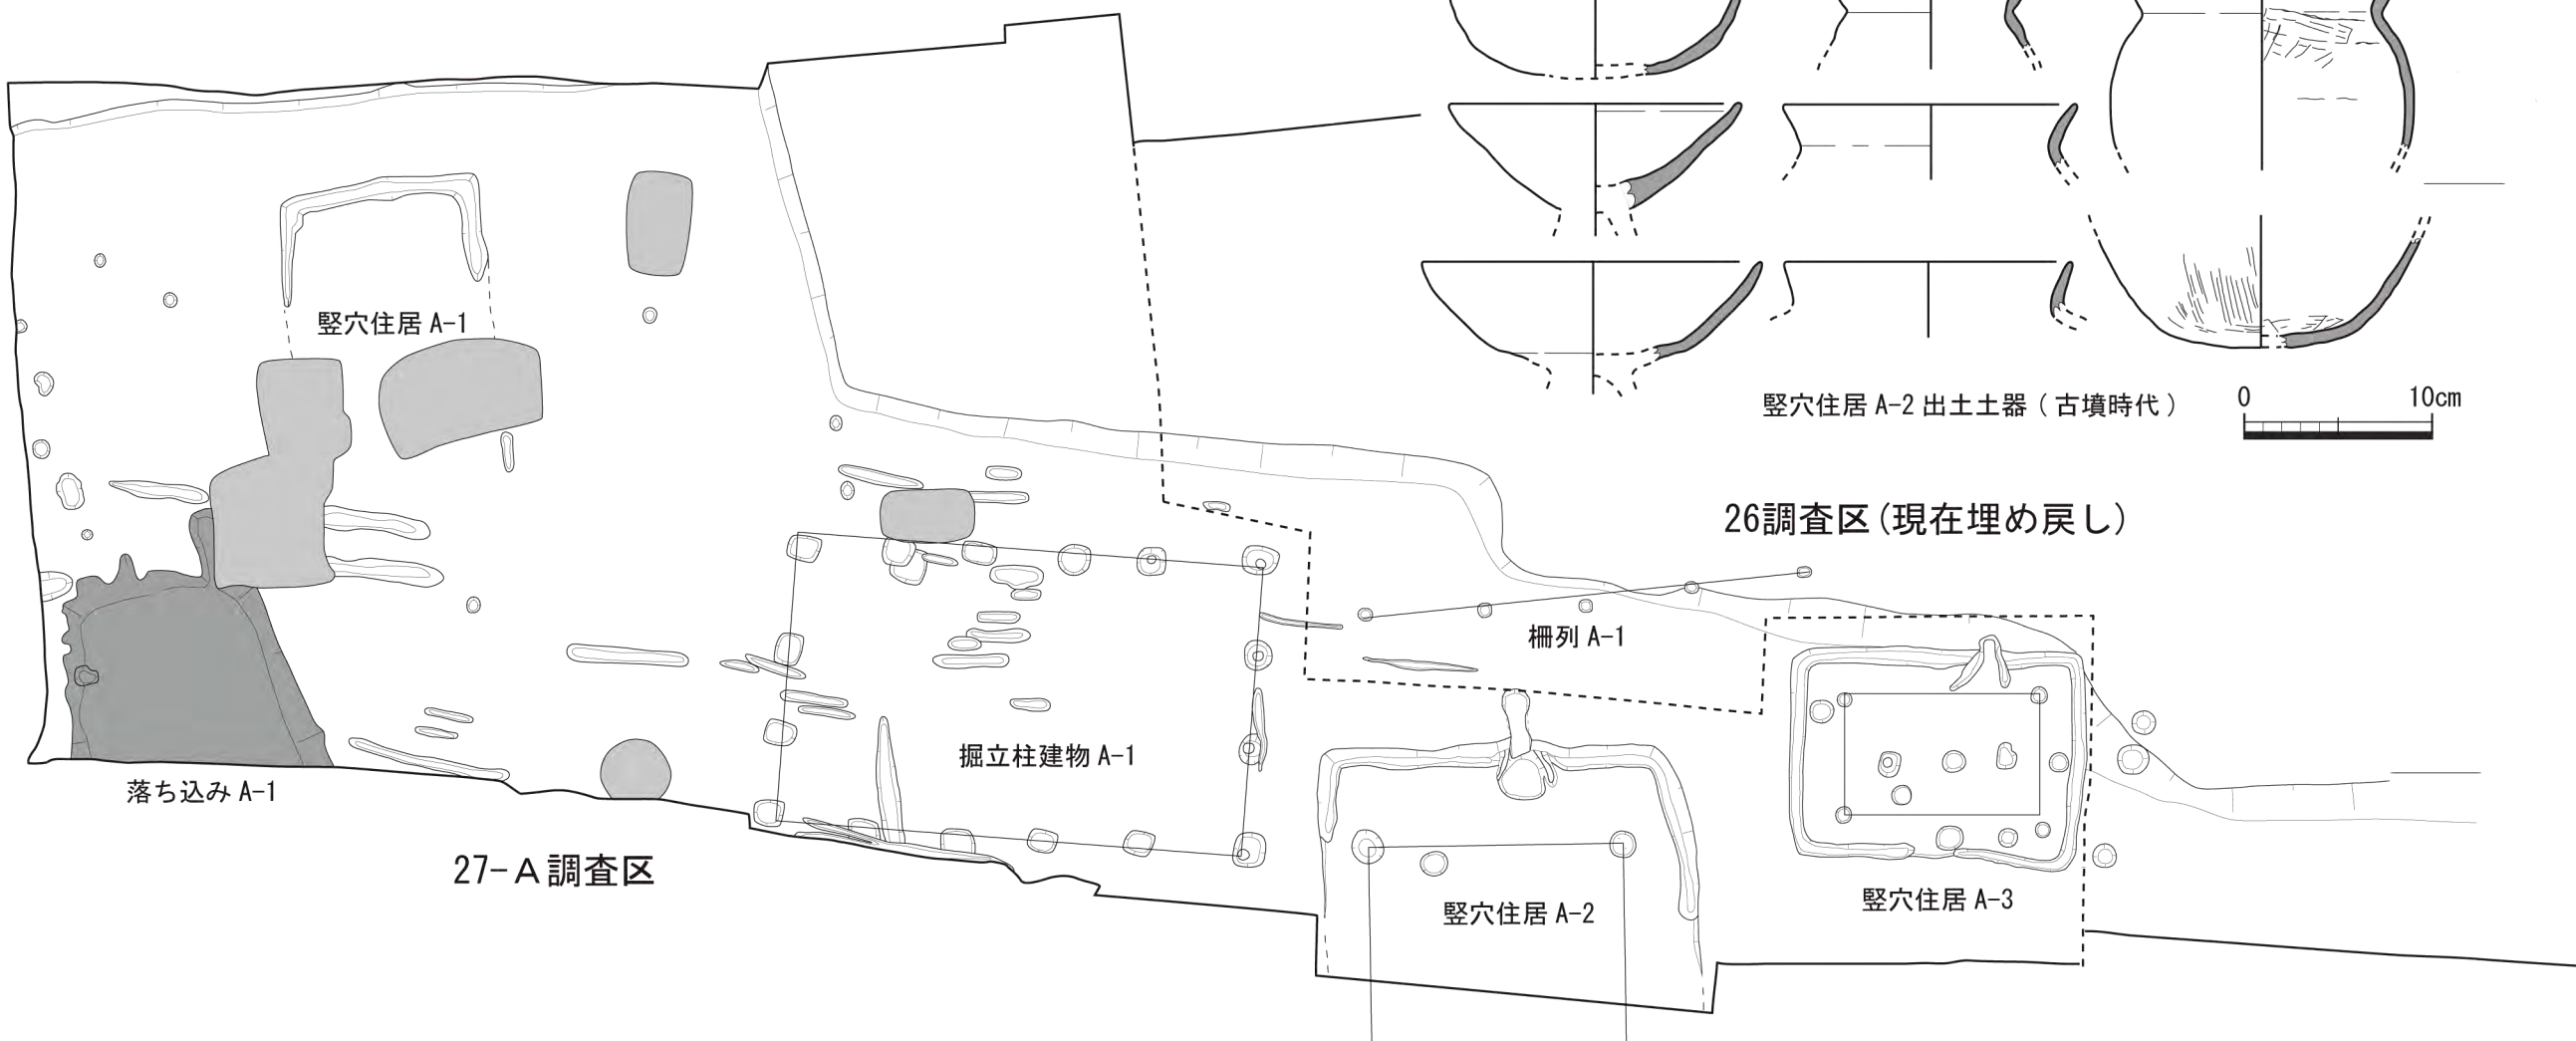 竪穴住居 A-1
竪穴住居 A-2 出土土器 ( 古墳時代 )
0 10cm
26調査区(現在埋め戻し)
柵列 A-1
掘立柱建物 A-1
落ち込み A-1
27-A調査区
竪穴住居 A-2
竪穴住居 A-3